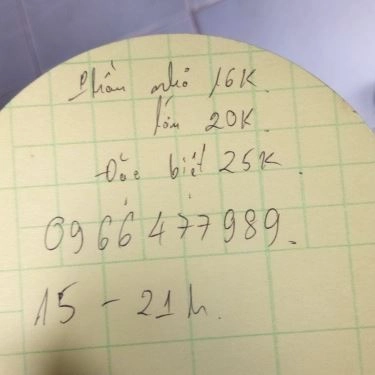 Phần nhỏ 16K.
lớn 20K.
Đặc biệt 25K.
0966477989.
15 - 21h.